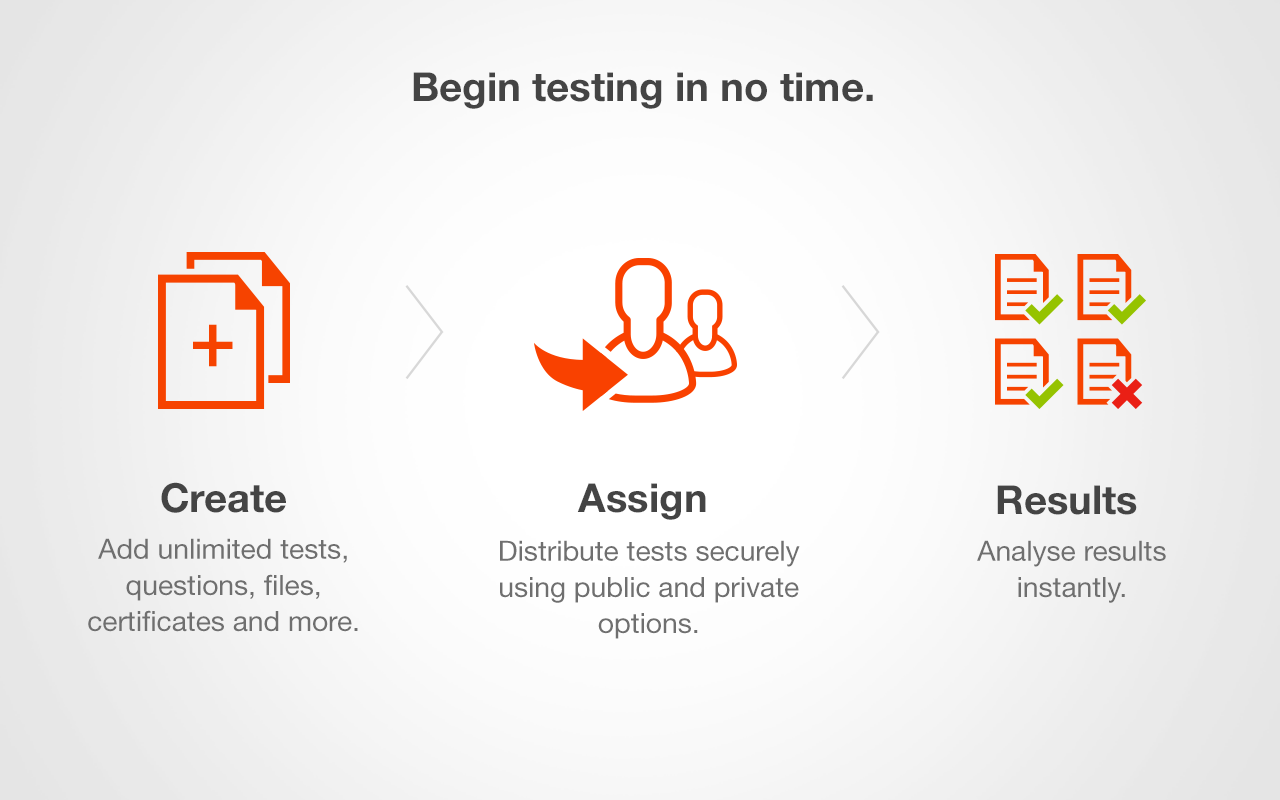 Begin testing in no time.
Create
Add unlimited tests,
questions, files,
certificates and more.
Assign
Distribute tests securely
using public and private
options.
Results
Analyse results
instantly.